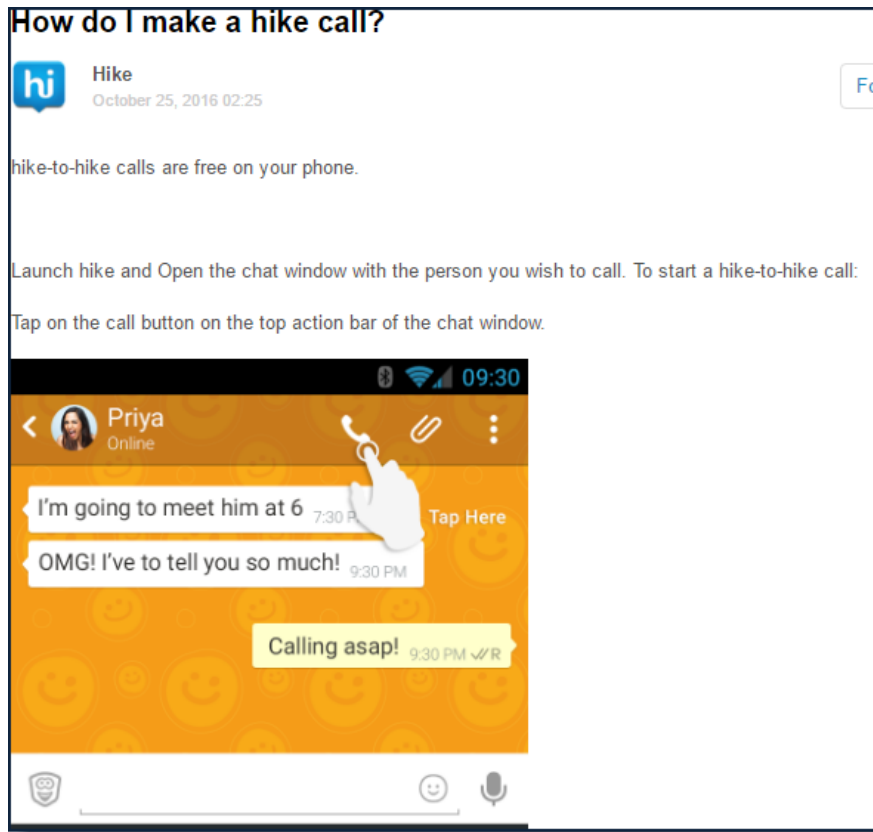 How do I make a hike call?
hi
Hike
October 25, 2016 02:25
hike-to-hike calls are free on your phone.
Launch hike and Open the chat window with the person you wish to call. To start a hike-to-hike call:
Tap on the call button on the top action bar of the chat window.
09:30
Priya
Online
I'm going to meet him at 6 7:30 P
Tap Here
OMG! I've to tell you so much! 9:30 PM
Calling asap! 9:30 PM ✓✓R